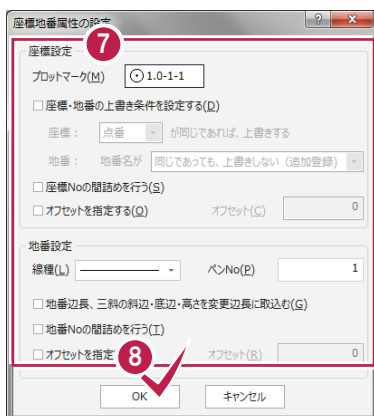 座標地番属性の設定
? x
7
座標設定
プロットマーク(M) 1.0-1-1
座標・地番の上書き条件を設定する(D)
座標： 点番 が同じであれば、上書きする
地番： 地番名が 同じであっても、上書きしない（追加登録）
座標Noの間詰めを行う(S)
オフセットを指定する(O) オフセット(C) 0
地番設定
線種(L) ペンNo(P) 1
地番辺長、三斜の斜辺・底辺・高さを変更辺長に取込む(G)
地番Noの間詰めを行う(T)
オフセットを指定 オフセット(R) 0
8
OK キャンセル